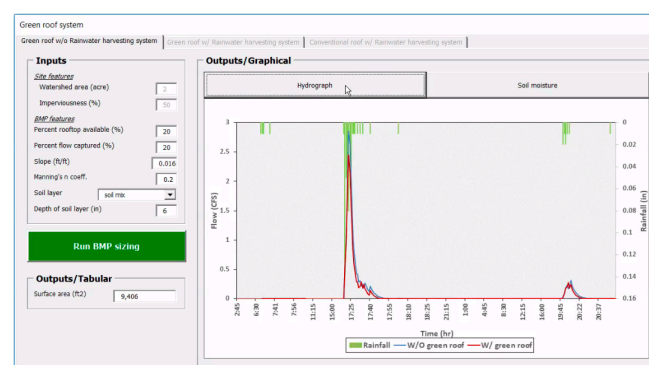 Green roof system
Green roof w/o Rainwater harvesting system
Green roof w/ Rainwater harvesting system
Conventional roof w/ Rainwater harvesting system
Inputs
Site features
Watershed area (acre) 2
Imperviousness (%) 50
BMP features
Percent rooftop available (%) 20
Percent flow captured (%) 20
Slope (ft/ft) 0.016
Manning's n coeff. 0.2
Soil layer soil mix
Depth of soil layer (in) 6
Run BMP sizing
Outputs/Tabular
Surface area (ft2) 9,406
Outputs/Graphical
Hydrograph
Soil moisture
Flow (CFS)
3
2.5
2
1.5
1
0.5
0
Rainfall (in)
0
0.02
0.04
0.06
0.08
0.1
0.12
0.14
0.16
2:45 6:30 7:41 11:15 15:00 17:25 17:40 17:55 18:10 18:25 21:15 1:00 4:45 8:30 12:15 16:00 19:45 20:22 20:37
Time (hr)
Rainfall W/O green roof W/ green roof